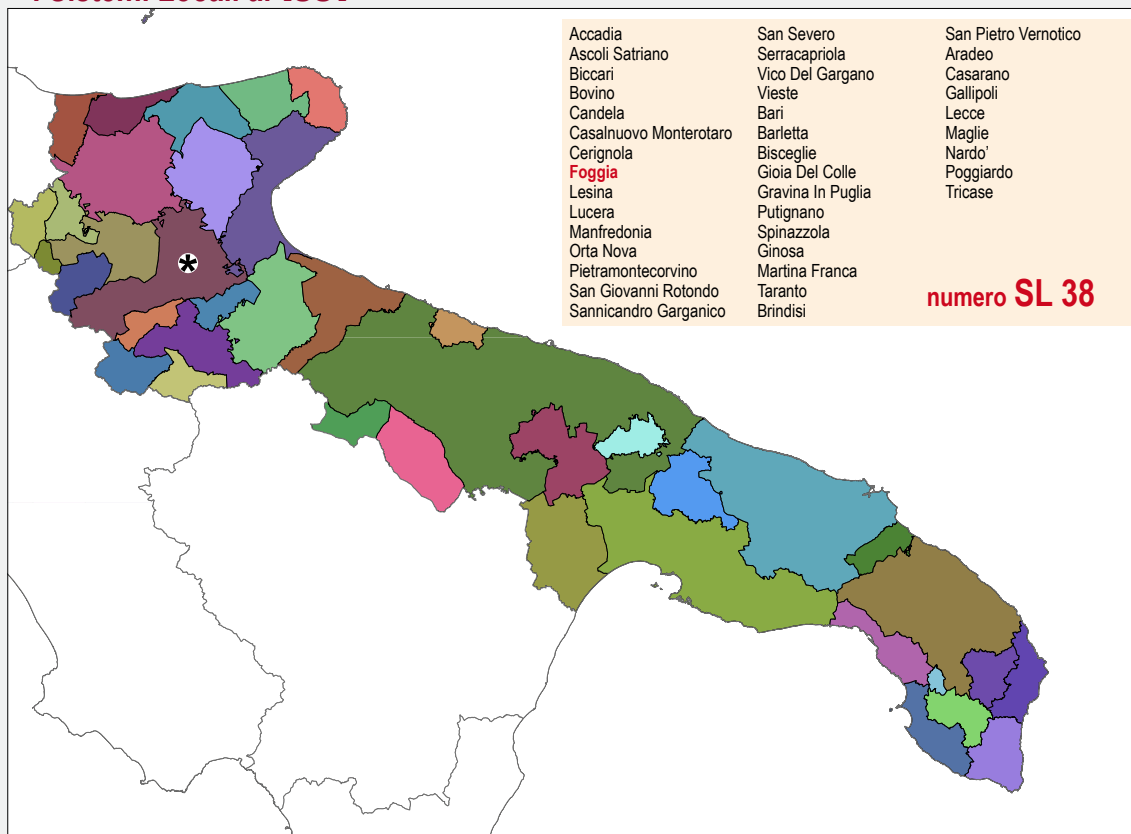 Accadia
Ascoli Satriano
Biccari
Bovino
Candela
Casalnuovo Monterotaro
Cerignola
Foggia
Lesina
Lucera
Manfredonia
Orta Nova
Pietramontecorvino
San Giovanni Rotondo
Sannicandro Garganico
San Severo
Serracapriola
Vico Del Gargano
Vieste
Bari
Barletta
Bisceglie
Gioia Del Colle
Gravina In Puglia
Putignano
Spinazzola
Ginosa
Martina Franca
Taranto
Brindisi
San Pietro Vernotico
Aradeo
Casarano
Gallipoli
Lecce
Maglie
Nardo'
Poggiardo
Tricase
numero SL 38
*